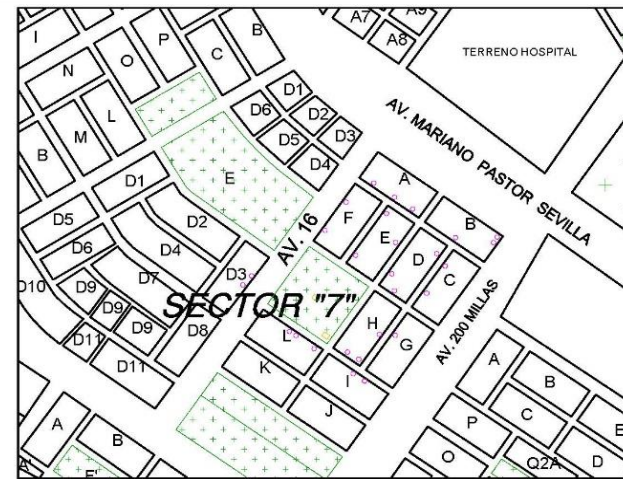 A7
A9
A8
I
P
C
B
TERRENO HOSPITAL
O
N
D1
D6
D2
L
M
D5
D3
AV. MARIANO PASTOR SEVILLA
B
D4
E
D1
A
D2
F
B
D5
AV. 16
E
D4
D6
D
D7
D3
C
D10
D9
SECTOR "7"
D9
D9
D8
H
L
G
AV. 200 MILLAS
D11
D11
A
K
I
B
C
J
P
E
A
B
O
D
Q2A
A'
F'